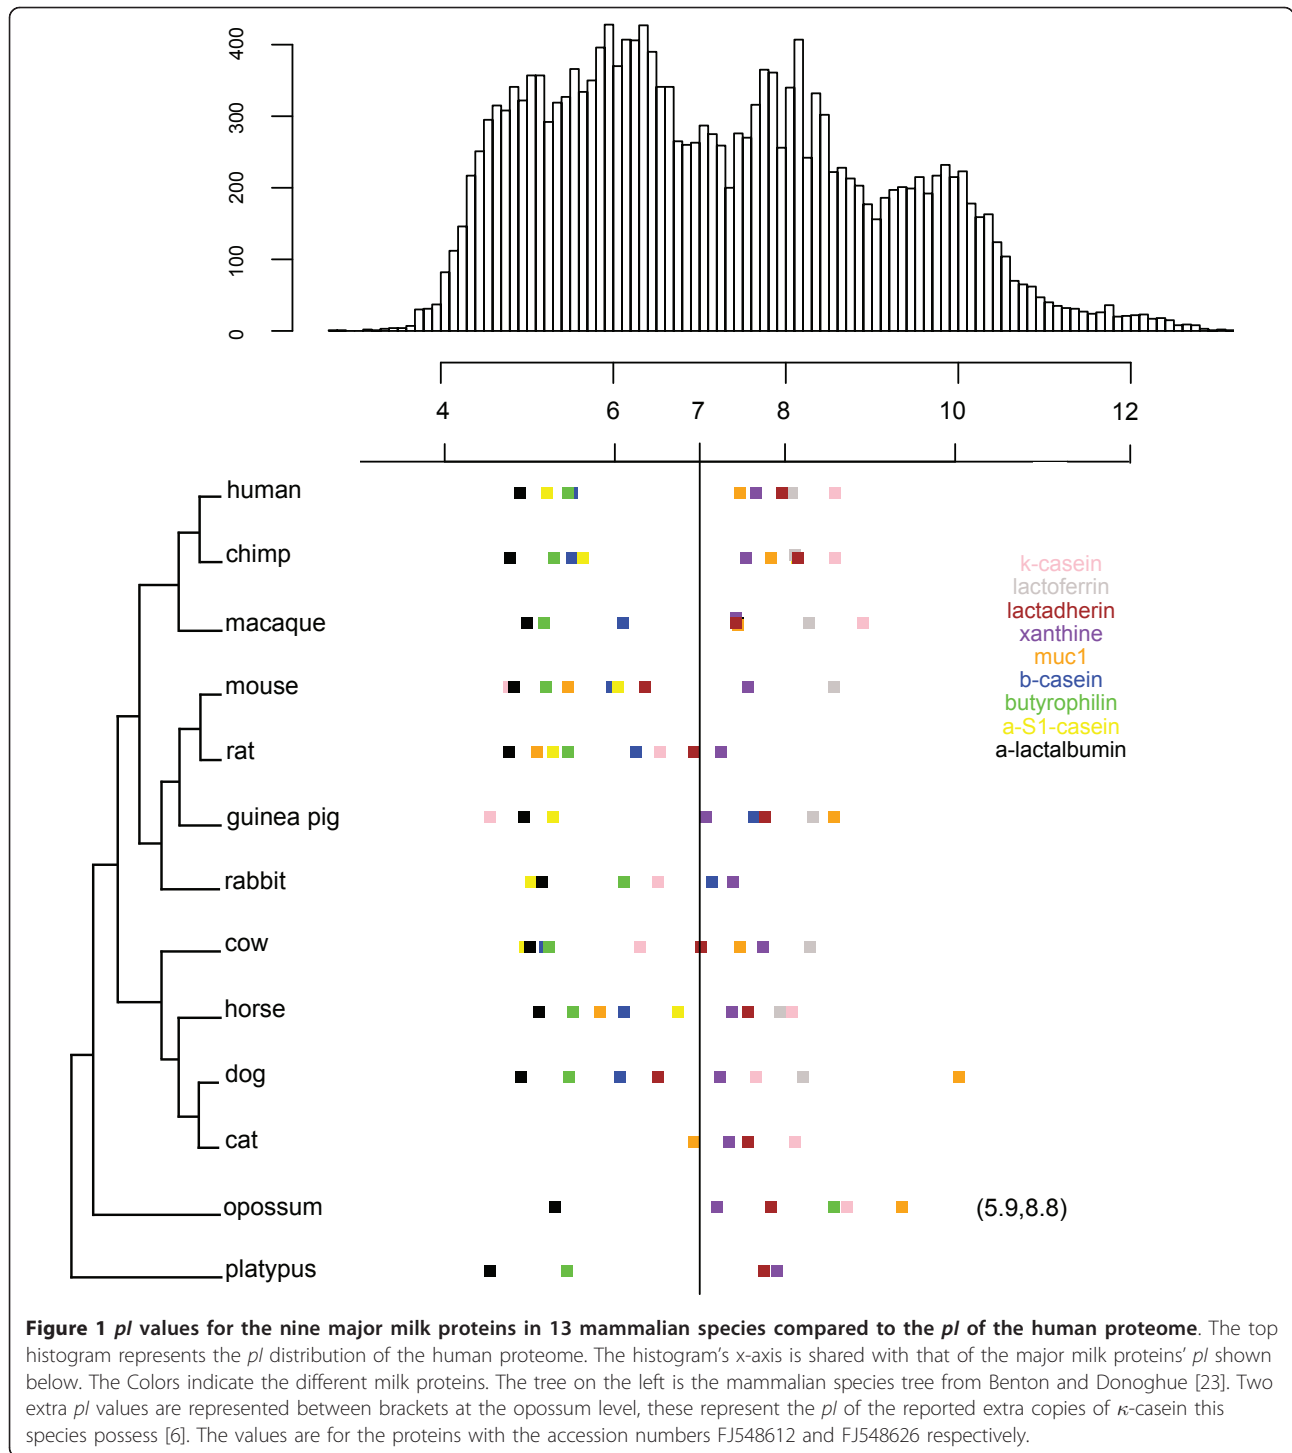 400
300
200
100
0
4 6 7 8 10 12
human
chimp
macaque
mouse
rat
guinea pig
rabbit
cow
horse
dog
cat
opossum
platypus
k-casein
lactoferrin
lactadherin
xanthine
muc1
b-casein
butyrophilin
a-S1-casein
a-lactalbumin
(5.9,8.8)
Figure 1 pI values for the nine major milk proteins in 13 mammalian species compared to the pI of the human proteome. The top
histogram represents the pI distribution of the human proteome. The histogram's x-axis is shared with that of the major milk proteins' pI shown
below. The Colors indicate the different milk proteins. The tree on the left is the mammalian species tree from Benton and Donoghue [23]. Two
extra pI values are represented between brackets at the opossum level, these represent the pI of the reported extra copies of κ-casein this
species possess [6]. The values are for the proteins with the accession numbers FJ548612 and FJ548626 respectively.